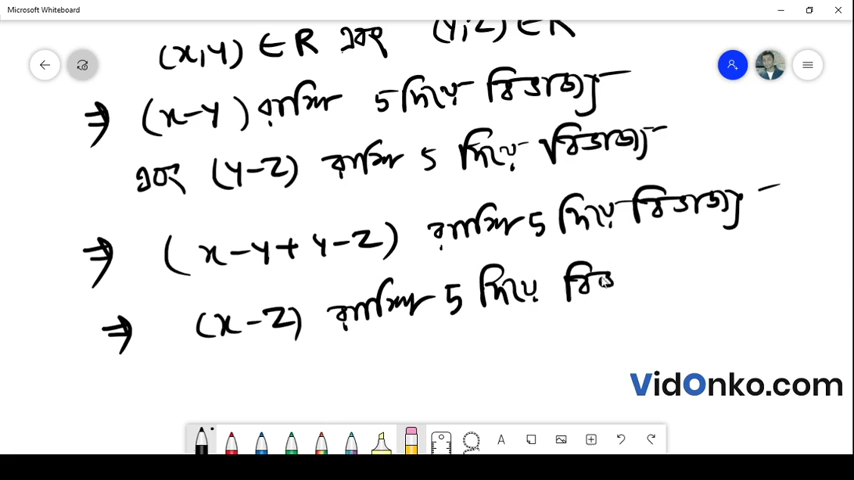 Microsoft Whiteboard
(x,y) ∈ R এবং (y,z) ∈ R
⇒ (x-y) রাশি 5 দিয়ে বিভাজ্য
এবং (y-z) রাশি 5 দিয়ে বিভাজ্য
⇒ (x-y+y-z) রাশি 5 দিয়ে বিভাজ্য
⇒ (x-z) রাশি 5 দিয়ে বিভ
VidOnko.com